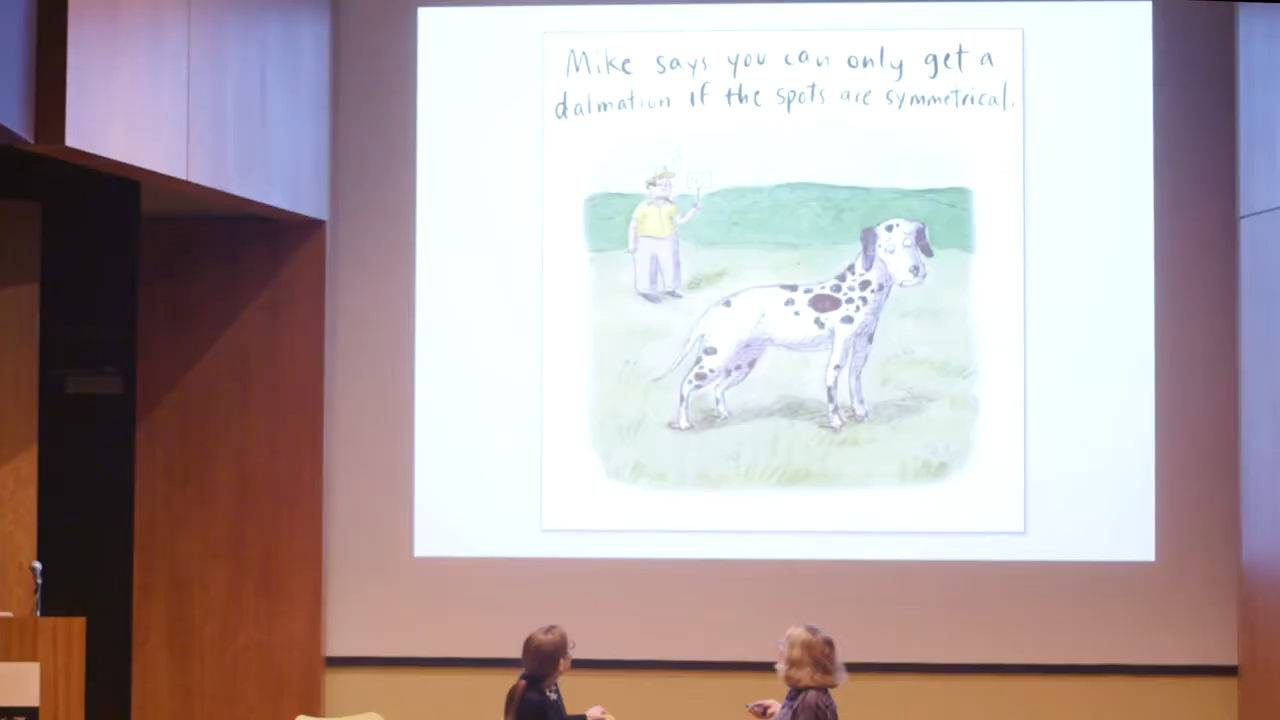 Mike says you can only get a
dalmation if the spots are symmetrical.